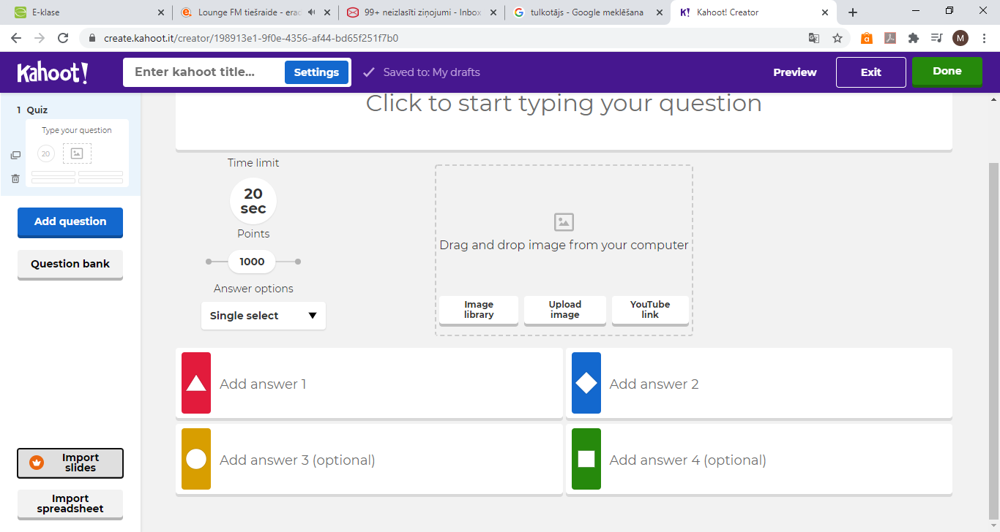 E-klase
Lounge FM tiešraide - erad
99+ neizlasīti ziņojumi - Inbox
tulkotājs - Google meklēšana
Kahoot! Creator
create.kahoot.it/creator/198913e1-9f0e-4356-af44-bd65f251f7b0
M
Kahoot!
Enter kahoot title...
Settings
Saved to: My drafts
Preview
Exit
Done
1 Quiz
Type your question
20
Add question
Question bank
Import
slides
Import
spreadsheet
Click to start typing your question
Time limit
20
sec
Points
1000
Answer options
Single select
Drag and drop image from your computer
Image
library
Upload
image
YouTube
link
Add answer 1
Add answer 2
Add answer 3 (optional)
Add answer 4 (optional)